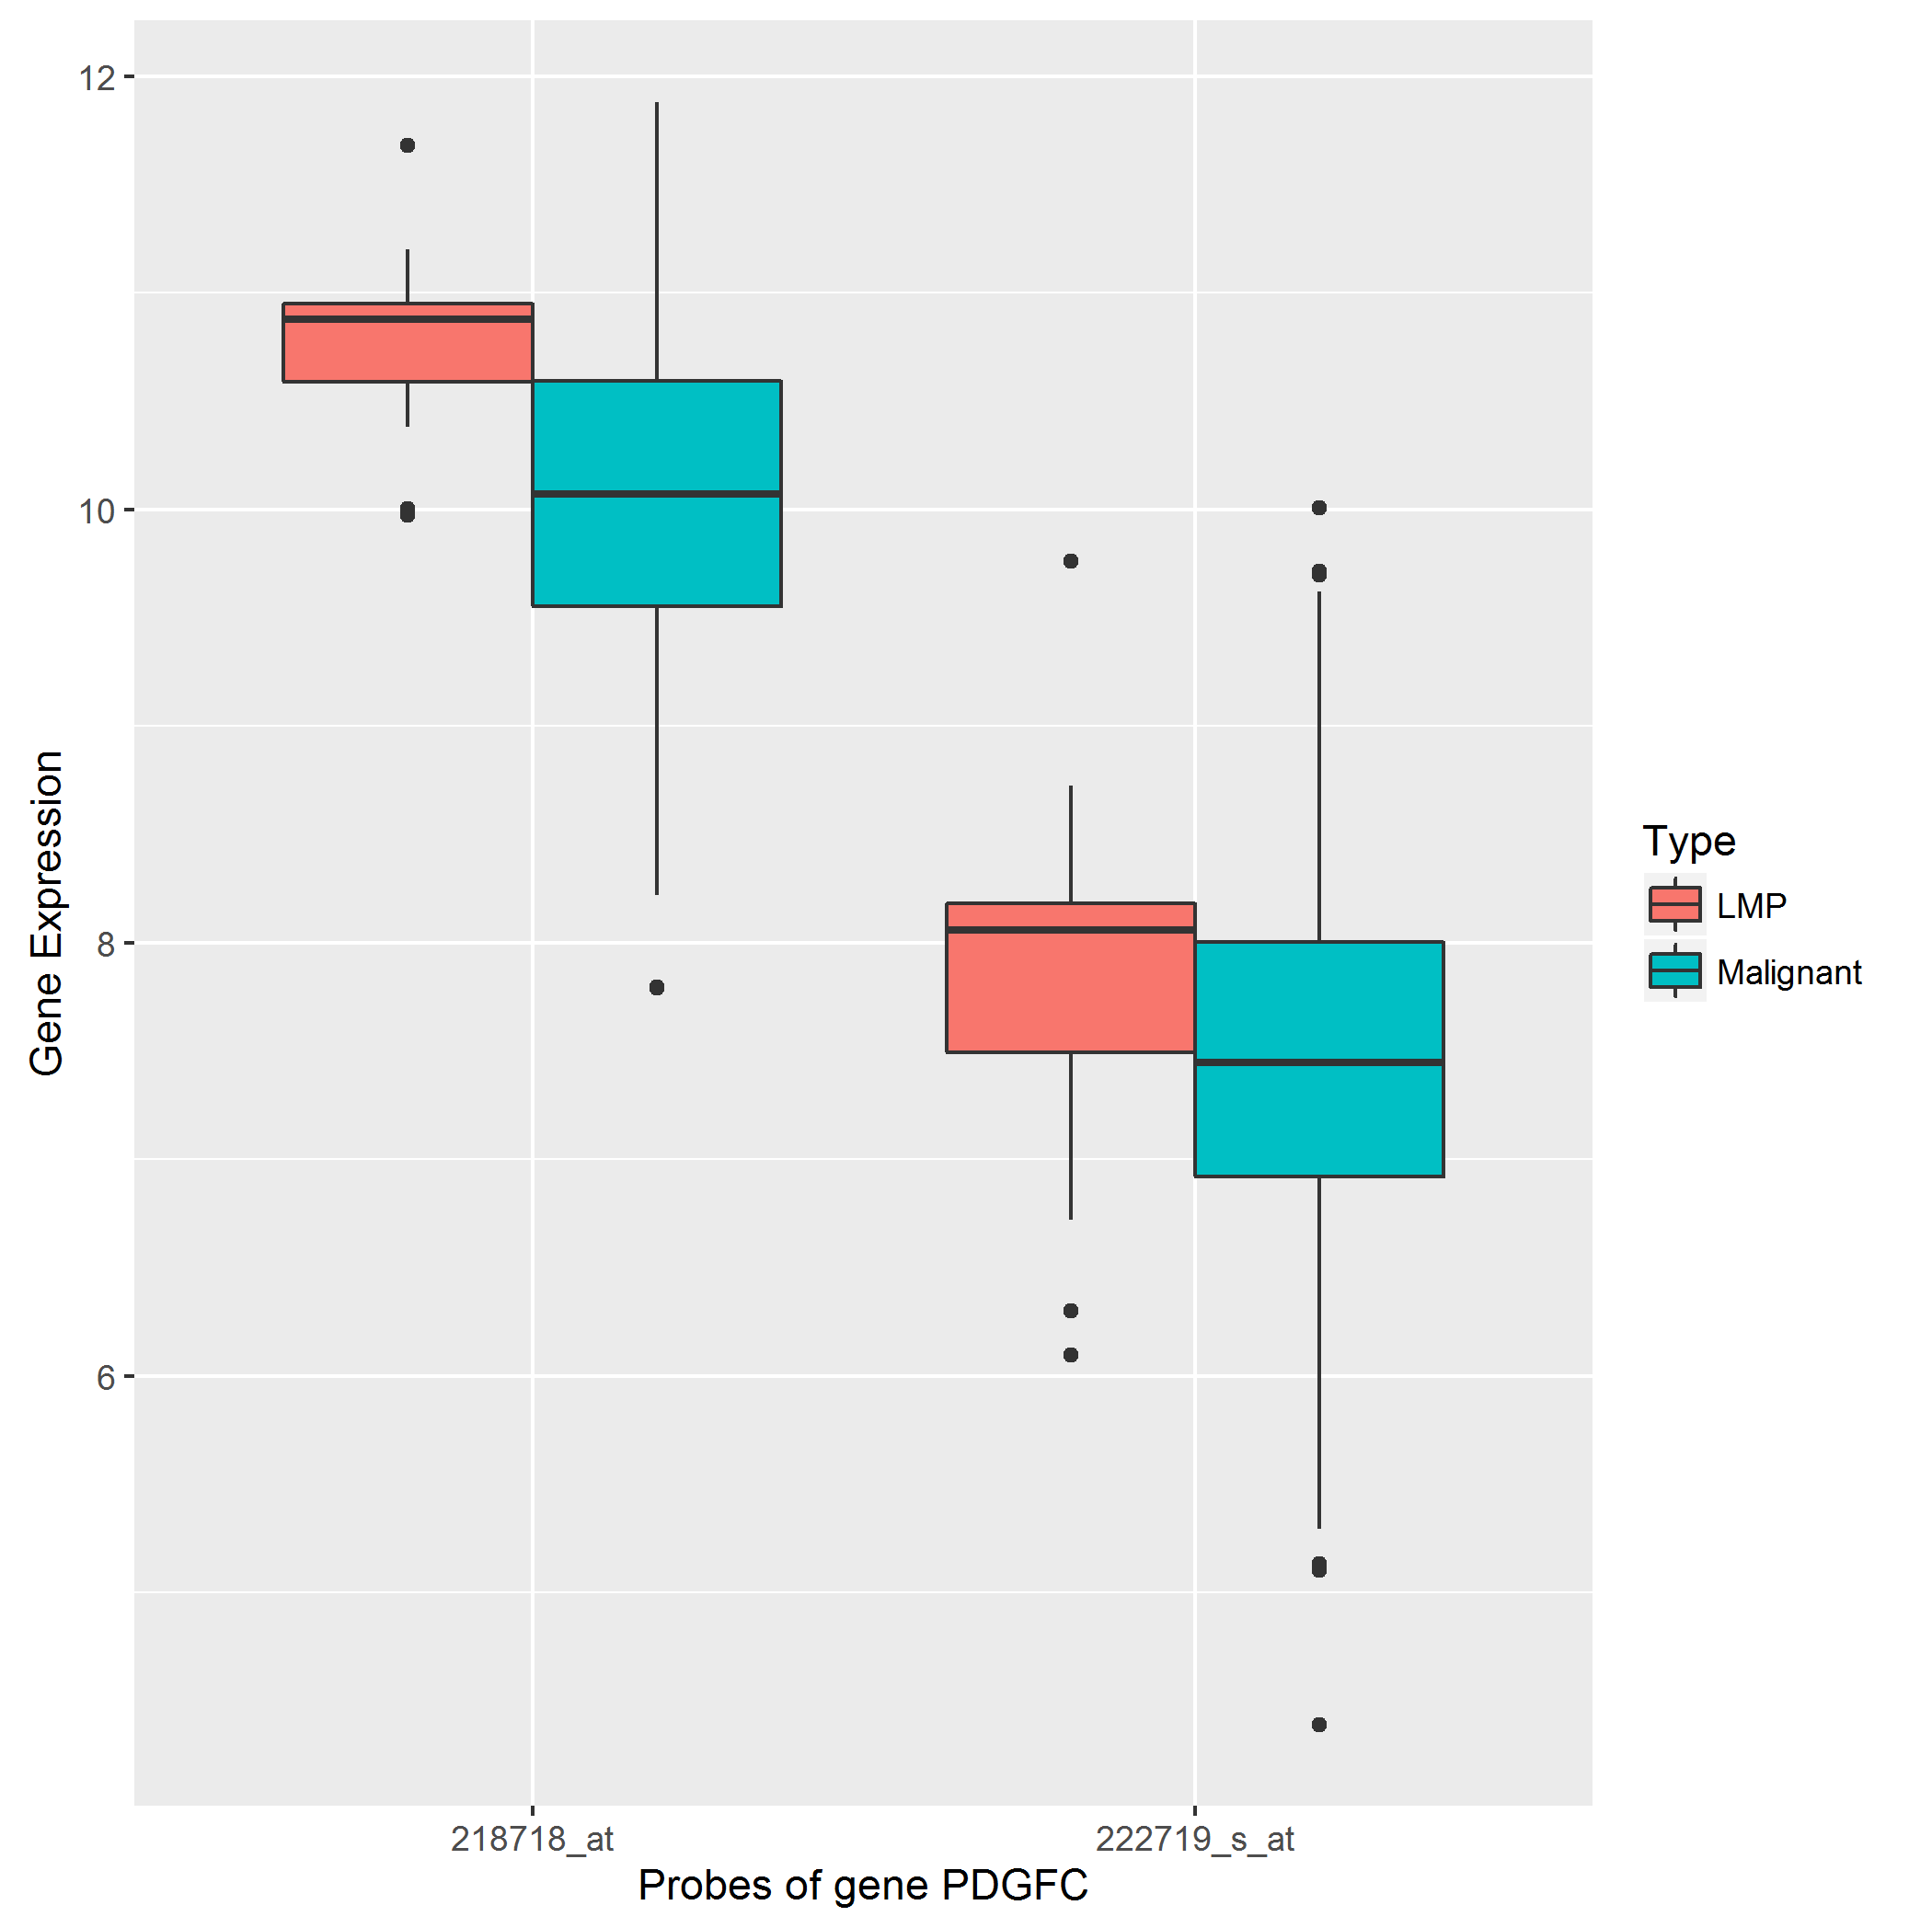 12
10
8
6
Gene Expression
218718_at
222719_s_at
Probes of gene PDGFC
Type
LMP
Malignant